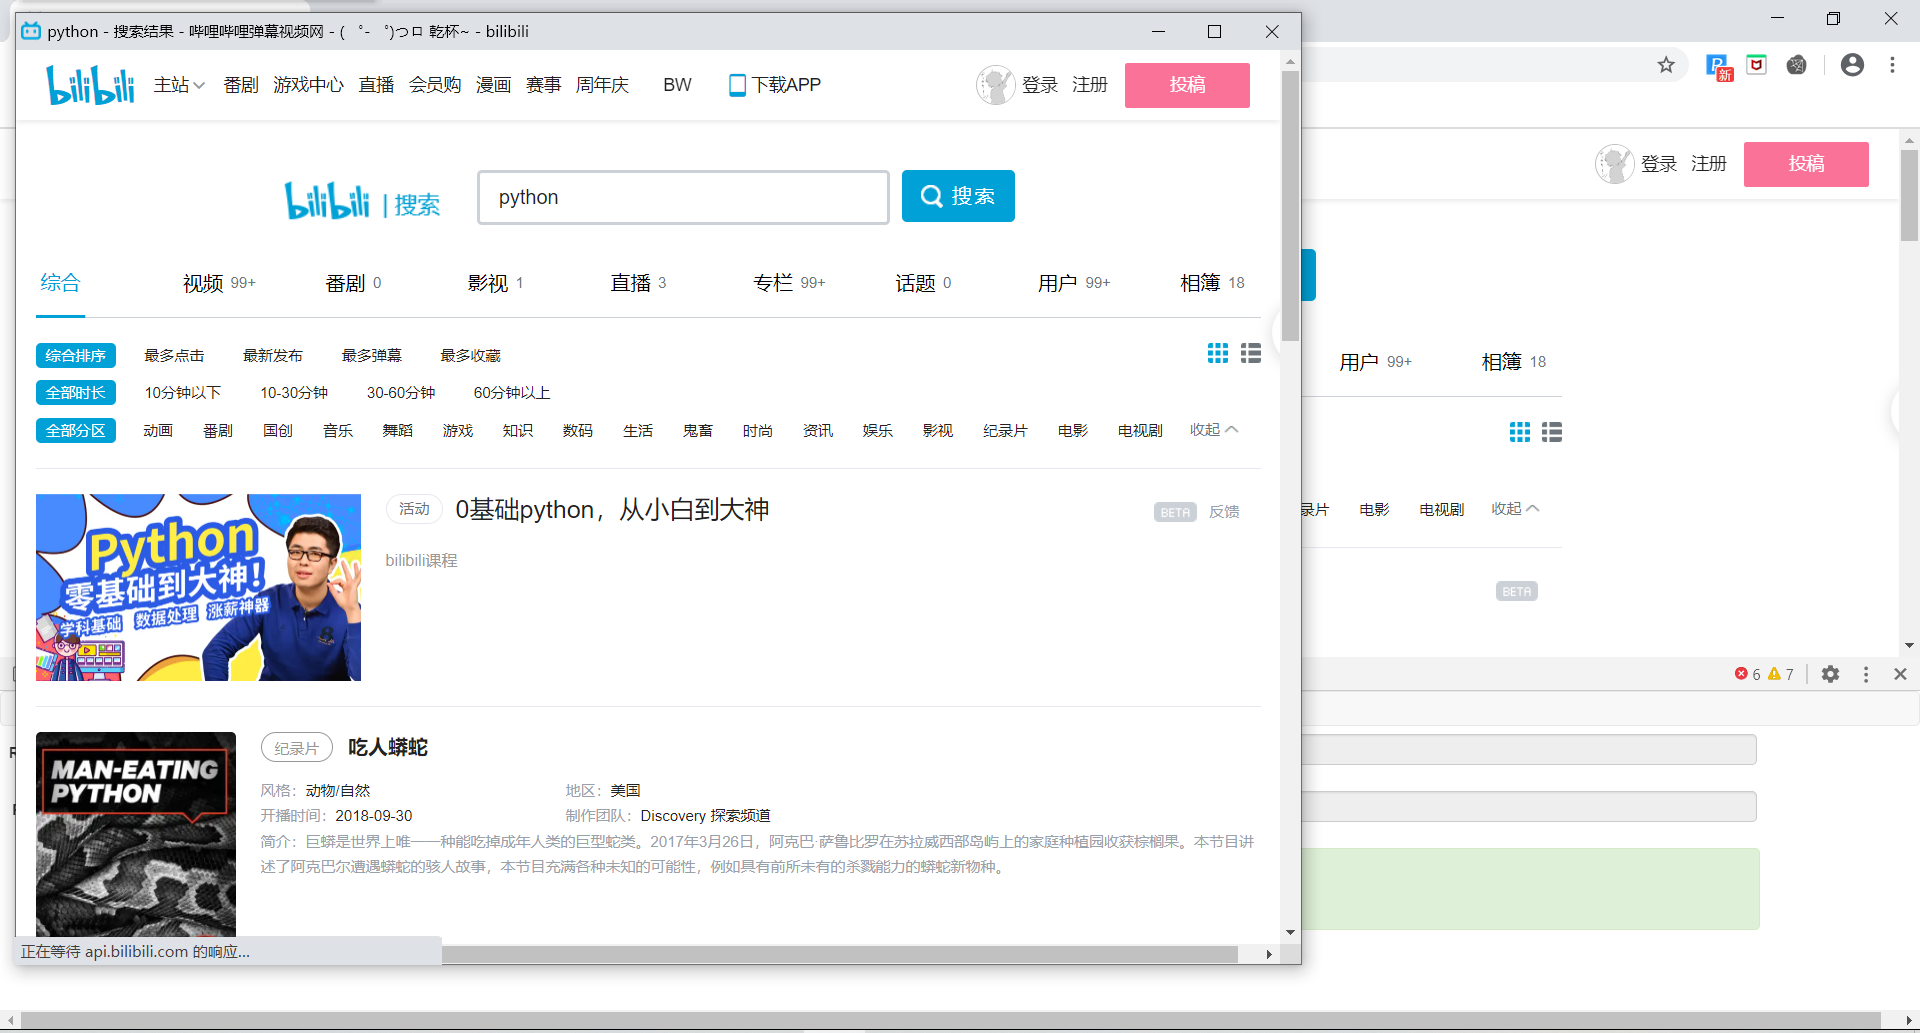 python - 搜索结果 - 哔哩哔哩弹幕视频网 - ( ゜- ゜)つロ 乾杯~ - bilibili
bilibili 主站 番剧 游戏中心 直播 会员购 漫画 赛事 周年庆 BW 下载APP 登录 注册 投稿
新
登录 注册 投稿
bilibili | 搜索 python 搜索
综合 视频 99+ 番剧 0 影视 1 直播 3 专栏 99+ 话题 0 用户 99+ 相簿 18
综合排序 最多点击 最新发布 最多弹幕 最多收藏
用户 99+ 相簿 18
全部时长 10分钟以下 10-30分钟 30-60分钟 60分钟以上
全部分区 动画 番剧 国创 音乐 舞蹈 游戏 知识 数码 生活 鬼畜 时尚 资讯 娱乐 影视 纪录片 电影 电视剧 收起
录片 电影 电视剧 收起
活动 0基础python，从小白到大神 BETA 反馈
bilibili课程
BETA
Python
零基础到大神!
学科基础 数据处理 涨薪神器
6 7
纪录片 吃人蟒蛇
MAN-EATING
PYTHON
风格：动物/自然 地区：美国
开播时间：2018-09-30 制作团队：Discovery 探索频道
简介：巨蟒是世界上唯一一种能吃掉成年人类的巨型蛇类。2017年3月26日，阿克巴·萨鲁比罗在苏拉威西部岛屿上的家庭种植园收获棕榈果。本节目讲
述了阿克巴尔遭遇蟒蛇的骇人故事，本节目充满各种未知的可能性，例如具有前所未有的杀戮能力的蟒蛇新物种。
正在等待 api.bilibili.com 的响应...